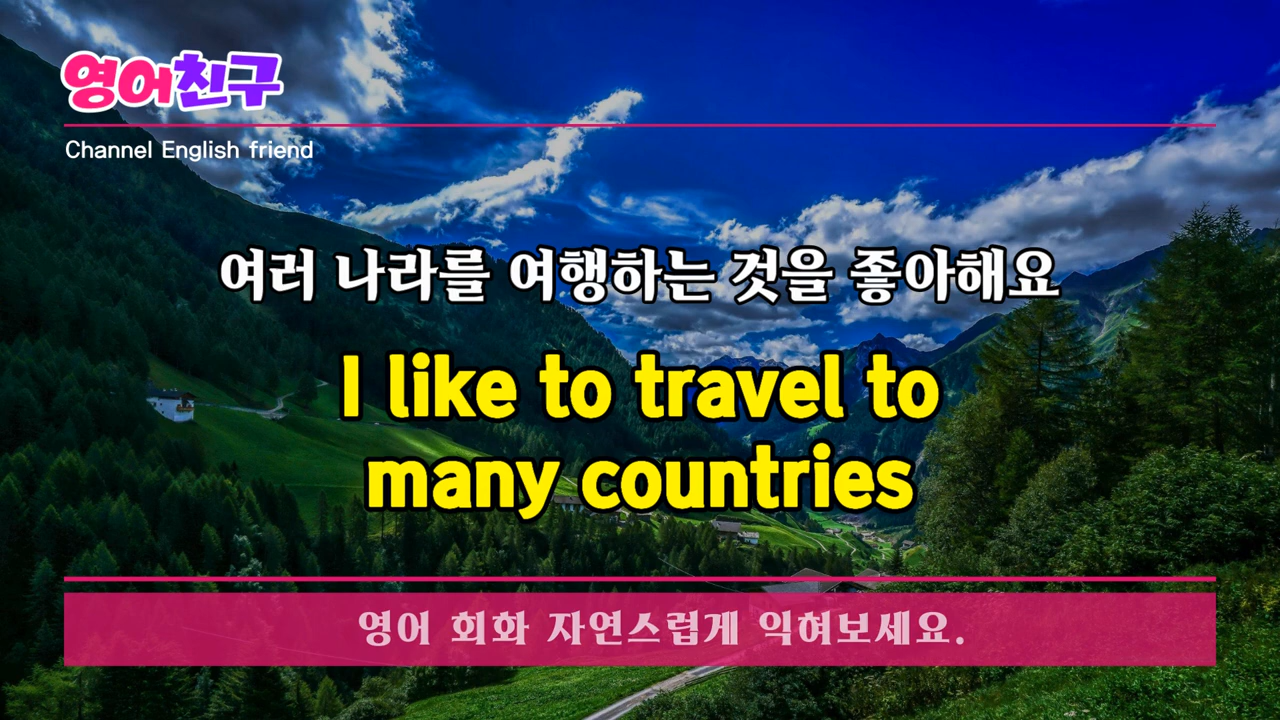 영어친구
Channel English friend
여러 나라를 여행하는 것을 좋아해요
I like to travel to
many countries
영어 회화 자연스럽게 익혀보세요.